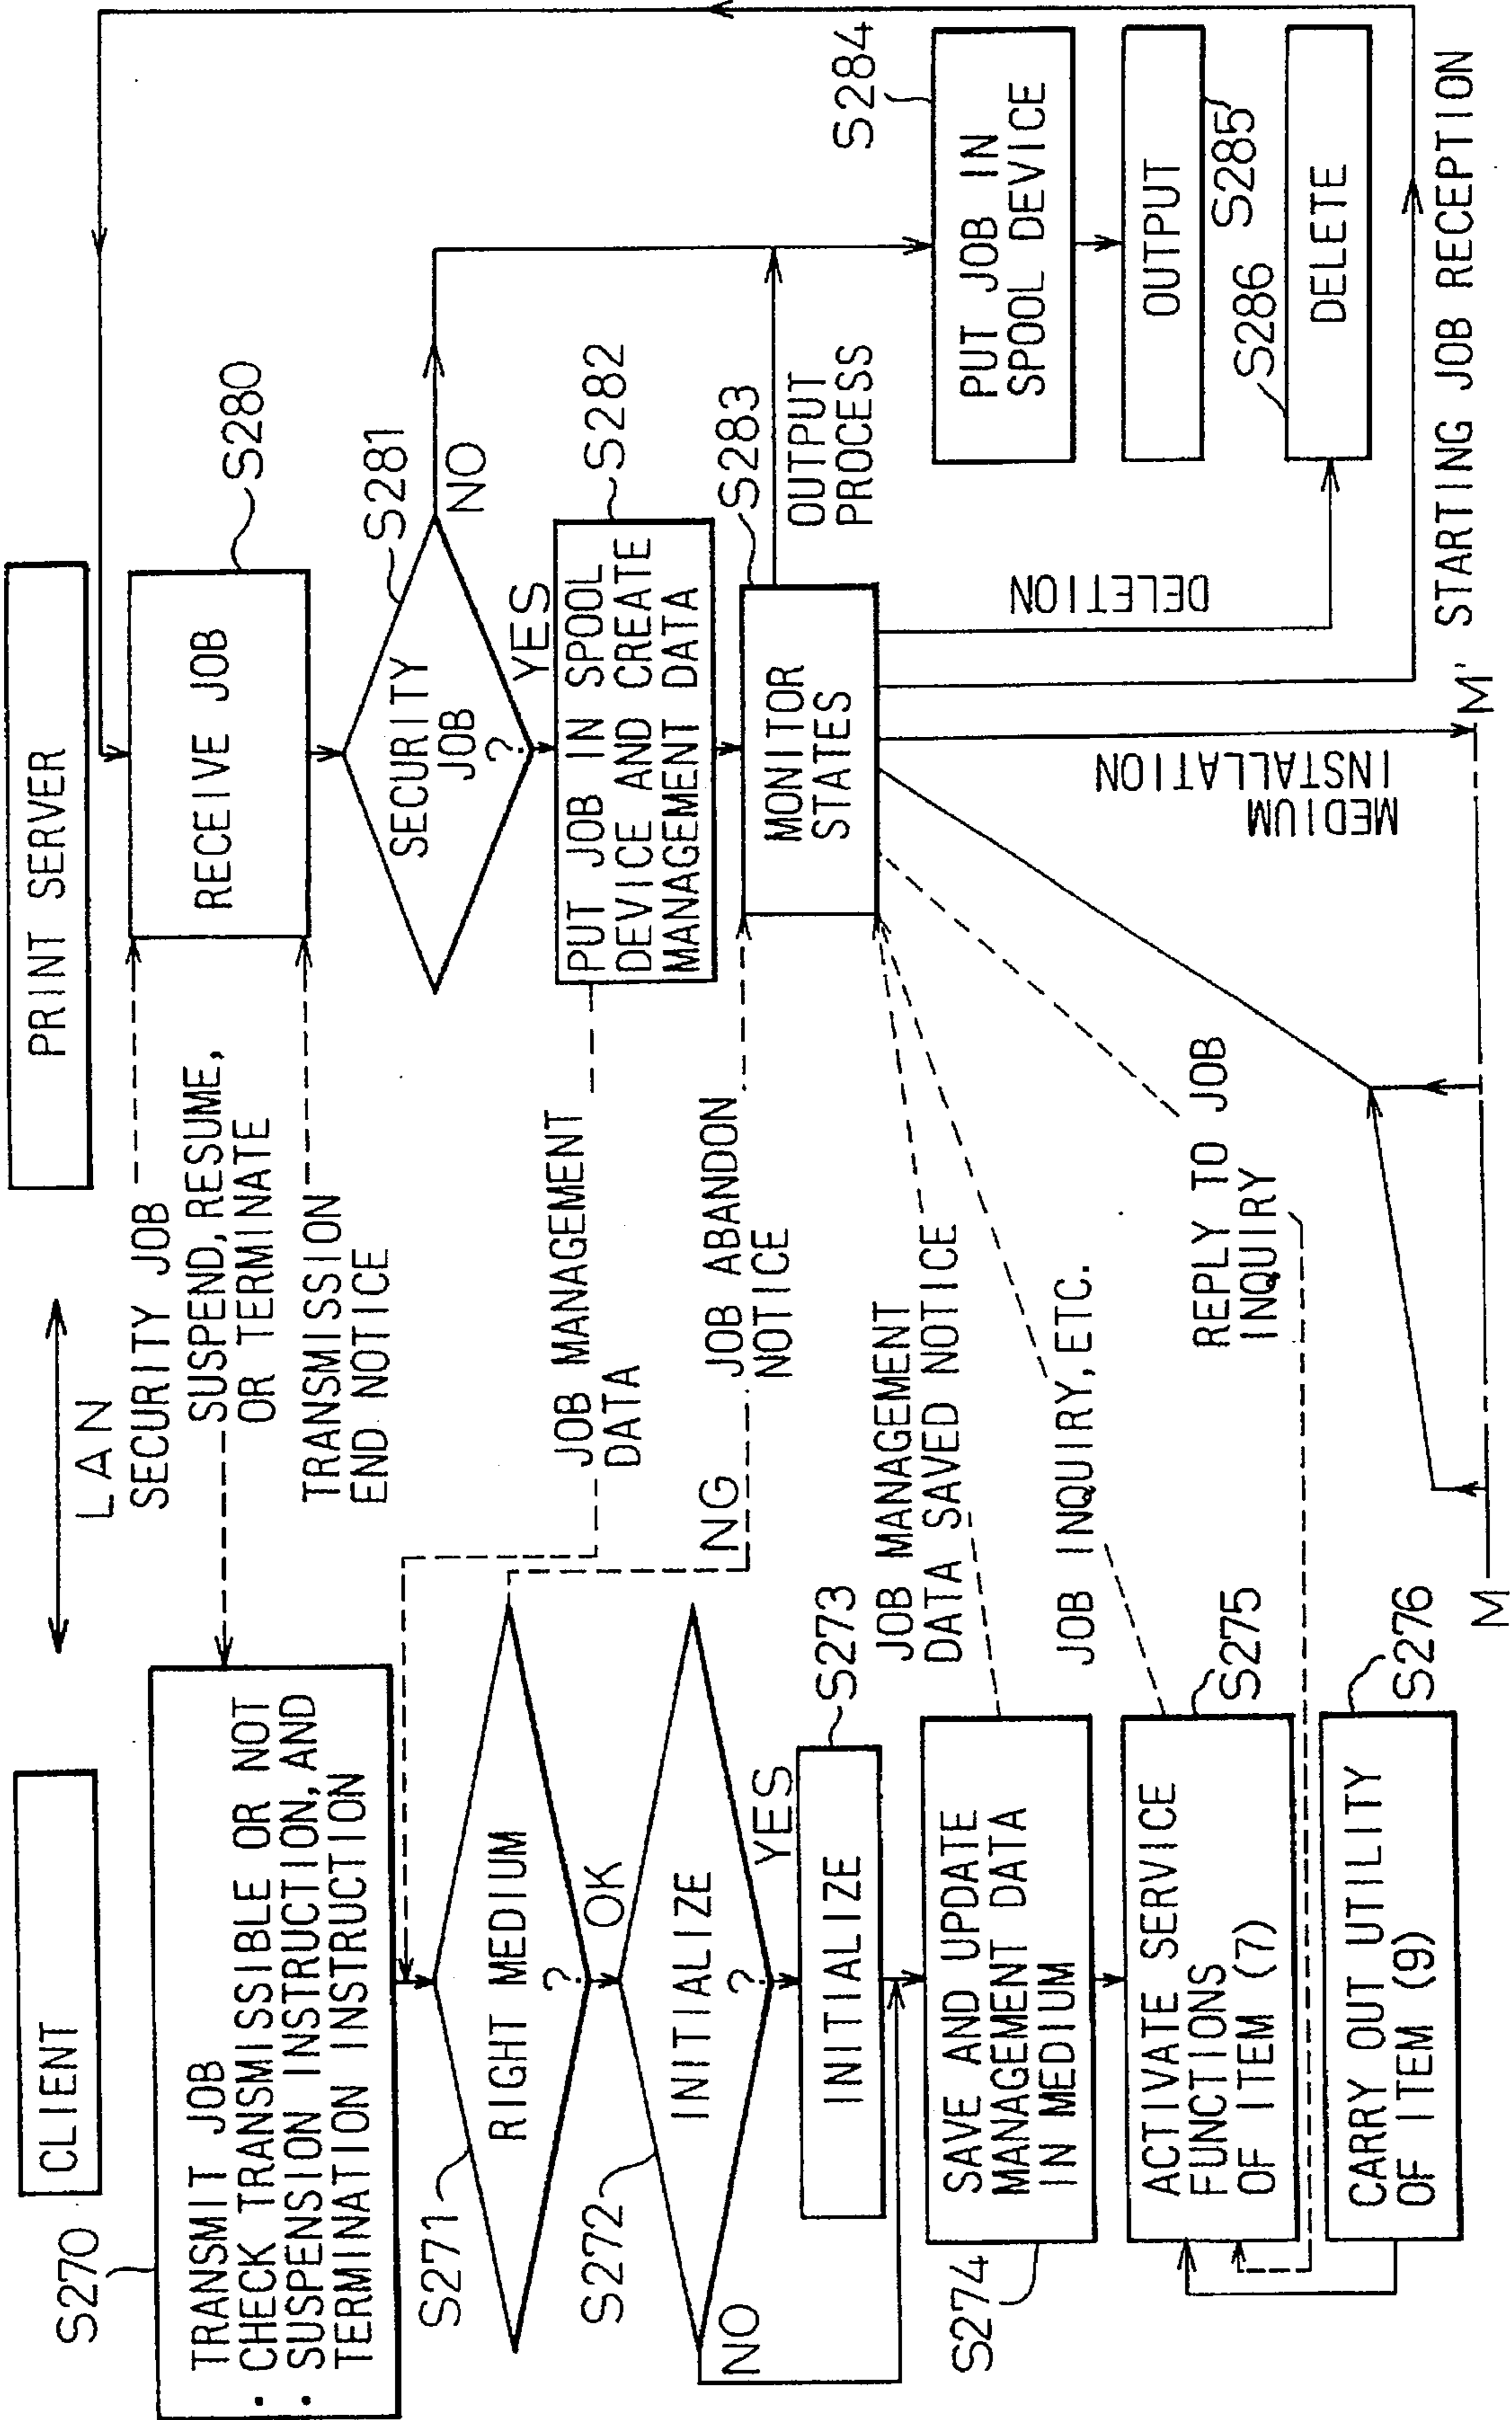 CLIENT
LAN
PRINT SERVER
S270
TRANSMIT JOB
· CHECK TRANSMISSIBLE OR NOT
· SUSPENSION INSTRUCTION, AND
TERMINATION INSTRUCTION
SECURITY JOB
SUSPEND, RESUME,
OR TERMINATE
TRANSMISSION
END NOTICE
RECEIVE JOB
S280
S271
RIGHT MEDIUM
?
OK
NG
SECURITY
JOB
?
S281
NO
YES
S272
INITIALIZE
?
YES
NO
JOB MANAGEMENT
DATA
PUT JOB IN SPOOL
DEVICE AND CREATE
MANAGEMENT DATA
S282
INITIALIZE
S273
JOB ABANDON
NOTICE
MONITOR
STATES
S283
OUTPUT
PROCESS
S274
SAVE AND UPDATE
MANAGEMENT DATA
IN MEDIUM
JOB MANAGEMENT
DATA SAVED NOTICE
PUT JOB IN
SPOOL DEVICE
S284
ACTIVATE SERVICE
FUNCTIONS
OF ITEM (7)
S275
JOB INQUIRY, ETC.
REPLY TO JOB
INQUIRY
DELETION
OUTPUT
S285
CARRY OUT UTILITY
OF ITEM (9)
S276
MEDIUM
INSTALLATION
S286
DELETE
M
M'
STARTING JOB RECEPTION